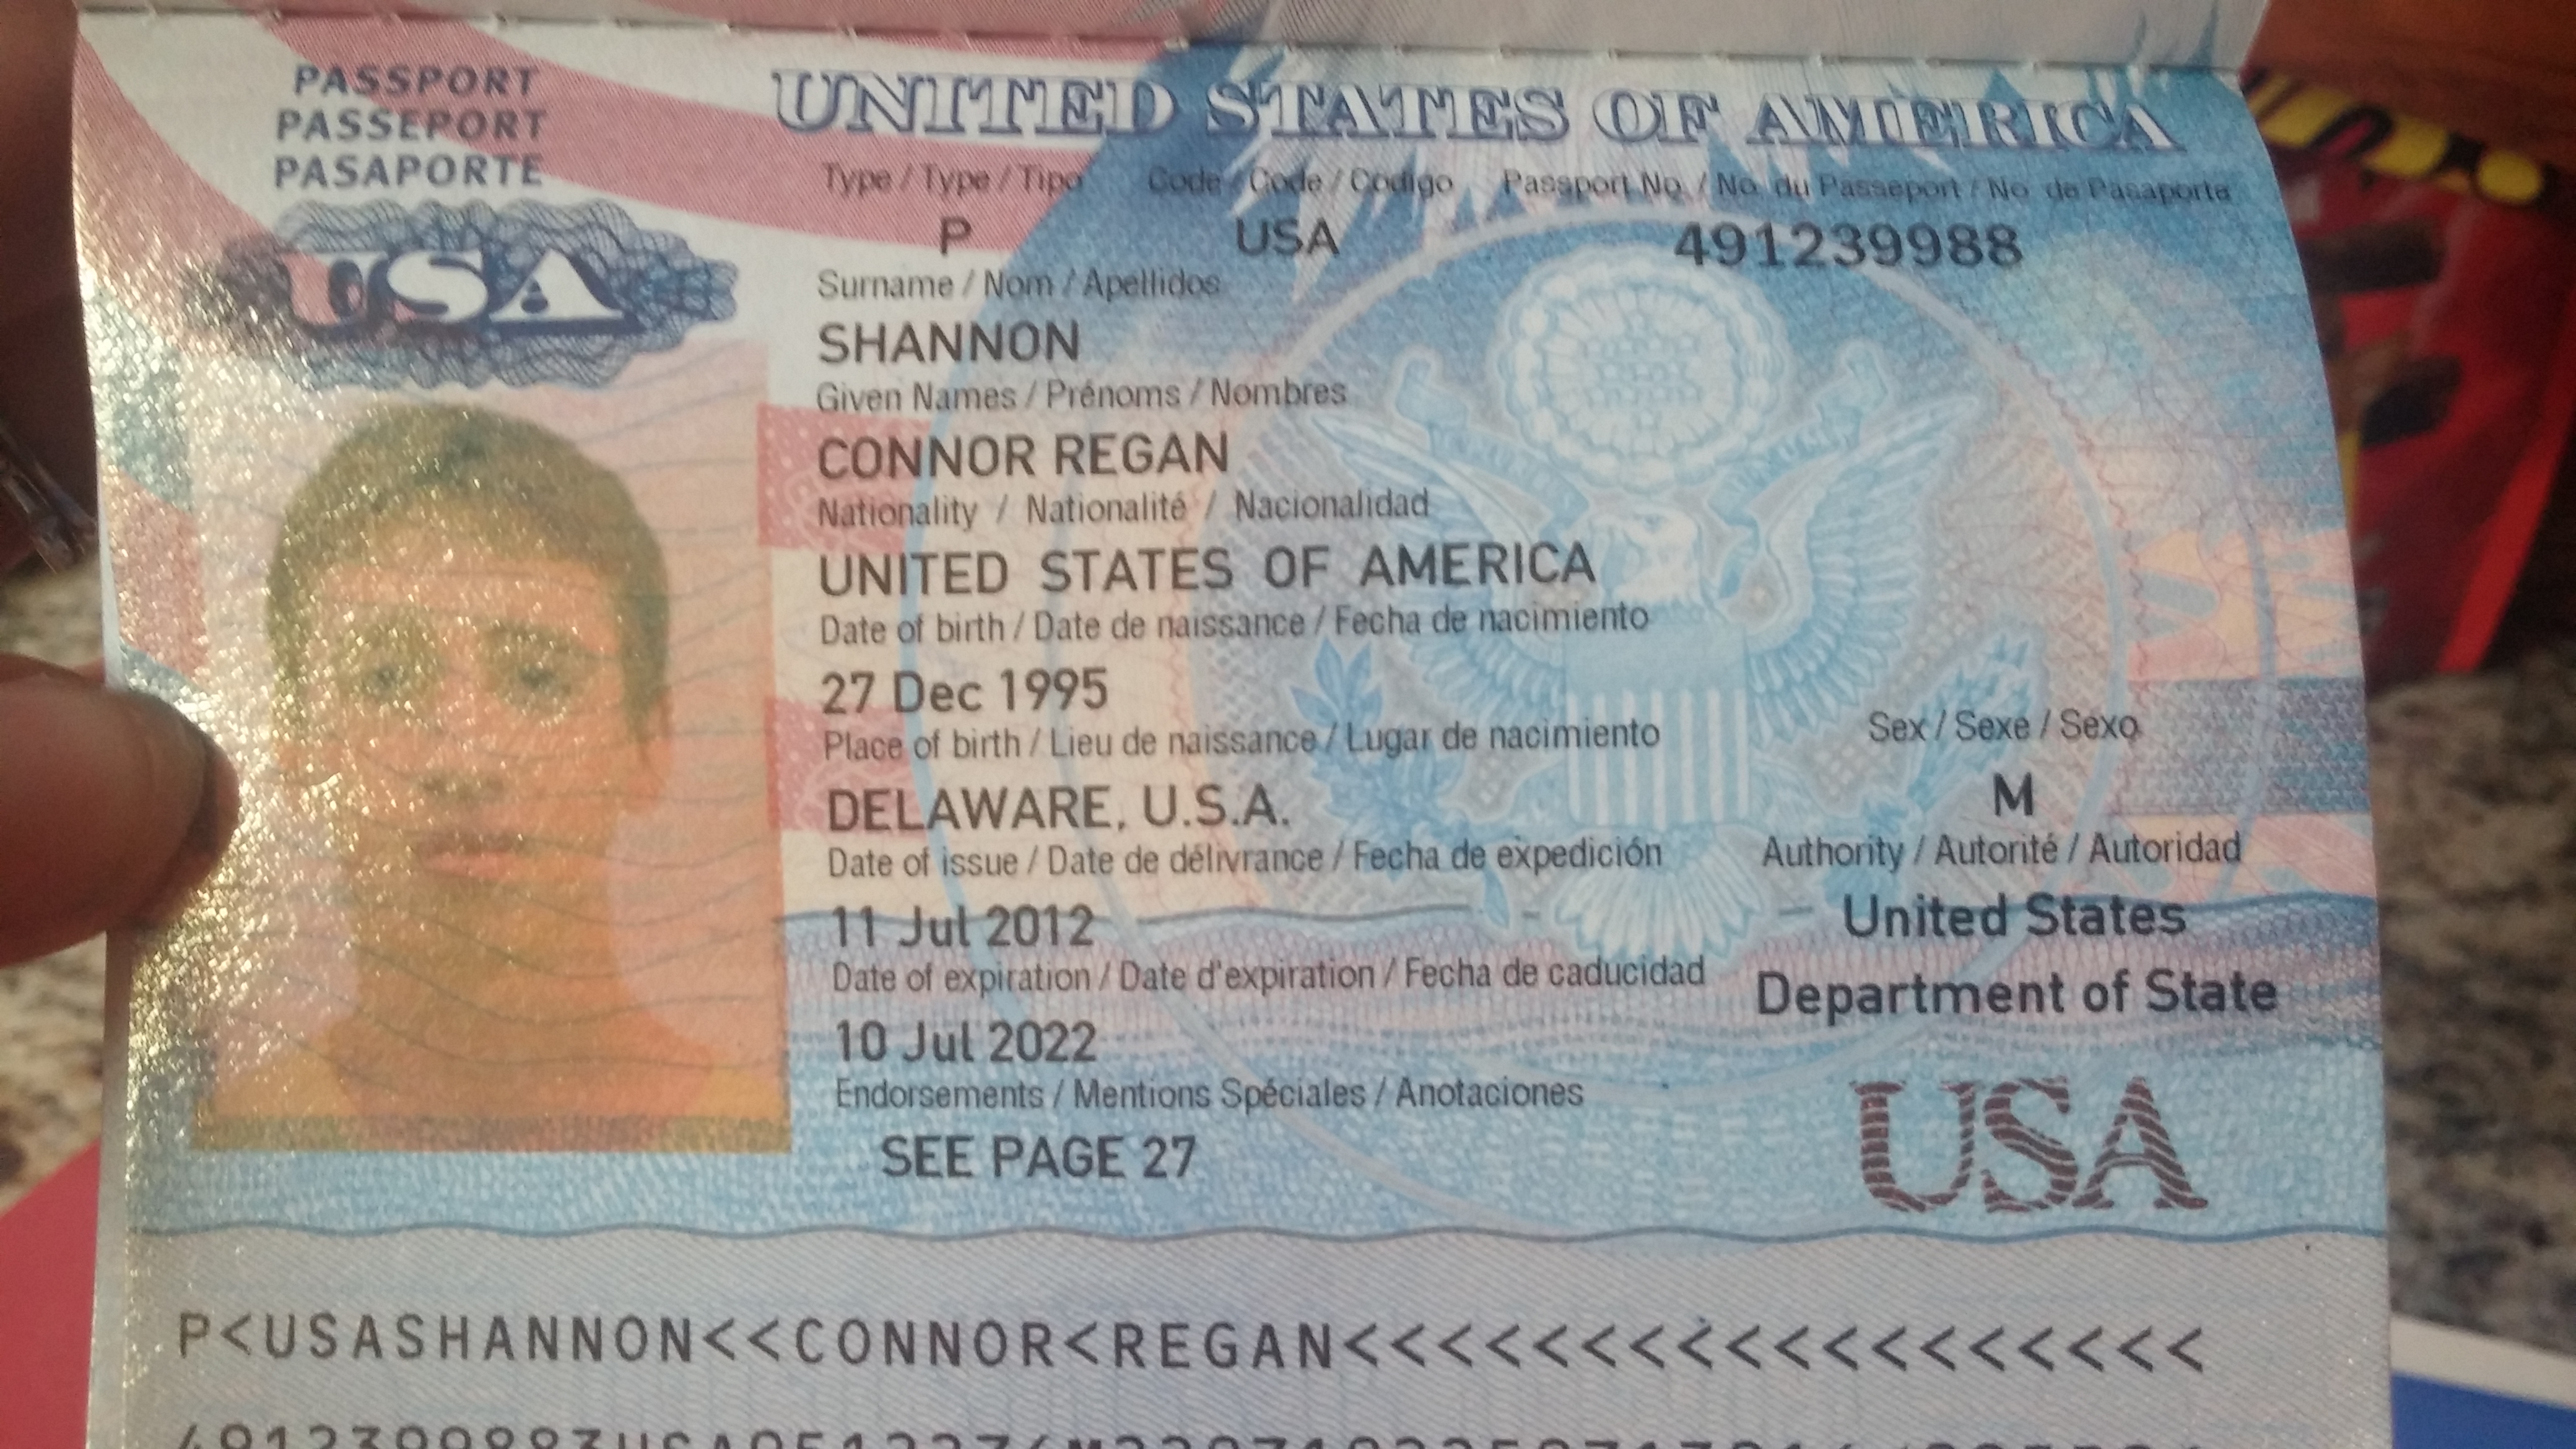 PASSPORT
PASSEPORT
PASAPORTE
USA
UNITED STATES OF AMERICA
Type / Type / Tipo Code / Code / Codigo Passport No. / No. du Passeport / No. de Pasaporte
P USA 491239988
Surname / Nom / Apellidos
SHANNON
Given Names / Prénoms / Nombres
CONNOR REGAN
Nationality / Nationalité / Nacionalidad
UNITED STATES OF AMERICA
Date of birth / Date de naissance / Fecha de nacimiento
27 Dec 1995
Place of birth / Lieu de naissance / Lugar de nacimiento
Sex / Sexe / Sexo
DELAWARE, U.S.A.
M
Date of issue / Date de délivrance / Fecha de expedición
Authority / Autorité / Autoridad
11 Jul 2012
United States
Date of expiration / Date d'expiration / Fecha de caducidad
Department of State
10 Jul 2022
Endorsements / Mentions Spéciales / Anotaciones
SEE PAGE 27
USA
P<USASHANNON<<CONNOR<REGAN<<<<<<<<<<<<<<<<<<